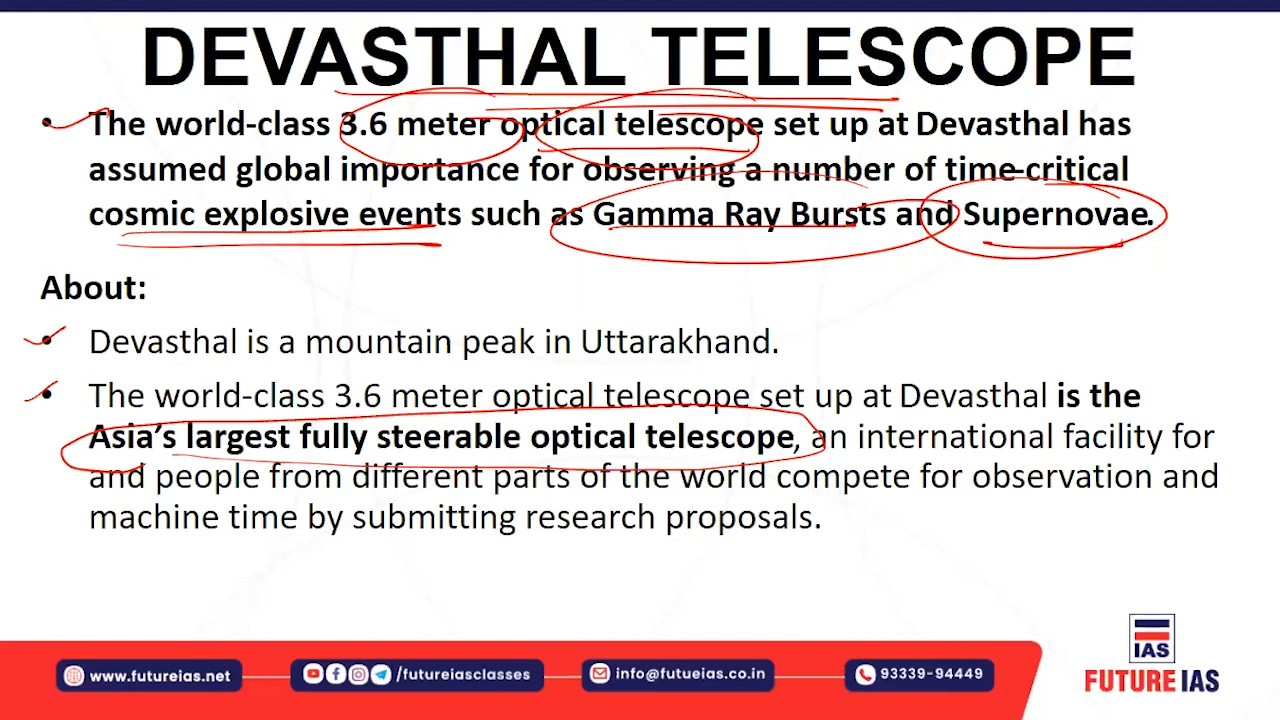 DEVASTHAL TELESCOPE
• The world-class 3.6 meter optical telescope set up at Devasthal has
assumed global importance for observing a number of time-critical
cosmic explosive events such as Gamma Ray Bursts and Supernovae.
About:
• Devasthal is a mountain peak in Uttarakhand.
• The world-class 3.6 meter optical telescope set up at Devasthal is the
Asia’s largest fully steerable optical telescope, an international facility for
and people from different parts of the world compete for observation and
machine time by submitting research proposals.
www.futureias.net
/futureiasclasses
info@futueias.co.in
93339-94449
IAS
FUTURE IAS